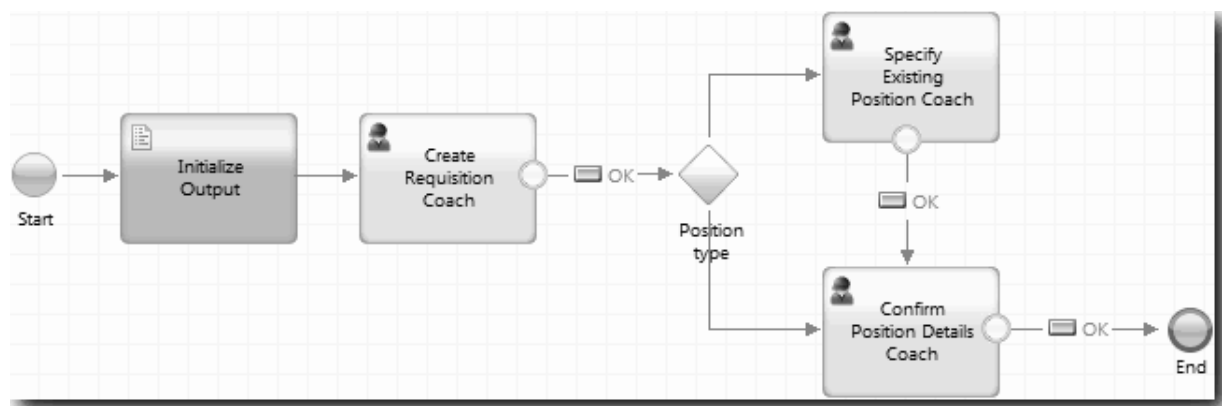 Start
Initialize
Output
Create
Requisition
Coach
OK
Position
type
Specify
Existing
Position Coach
OK
Confirm
Position Details
Coach
OK
End